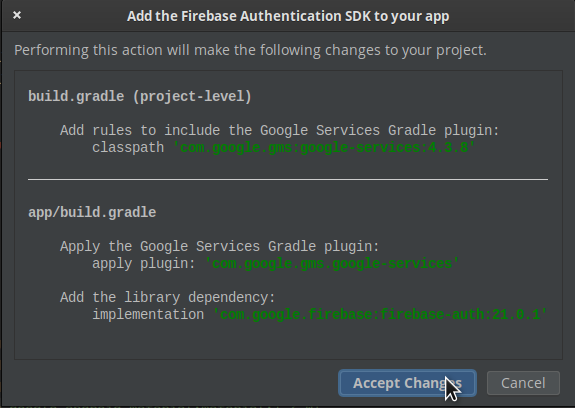 Add the Firebase Authentication SDK to your app
Performing this action will make the following changes to your project.
build.gradle (project-level)
Add rules to include the Google Services Gradle plugin:
classpath 'com.google.gms:google-services:4.3.8'
app/build.gradle
Apply the Google Services Gradle plugin:
apply plugin: 'com.google.gms.google-services'
Add the library dependency:
implementation 'com.google.firebase:firebase-auth:21.0.1'
Accept Changes
Cancel